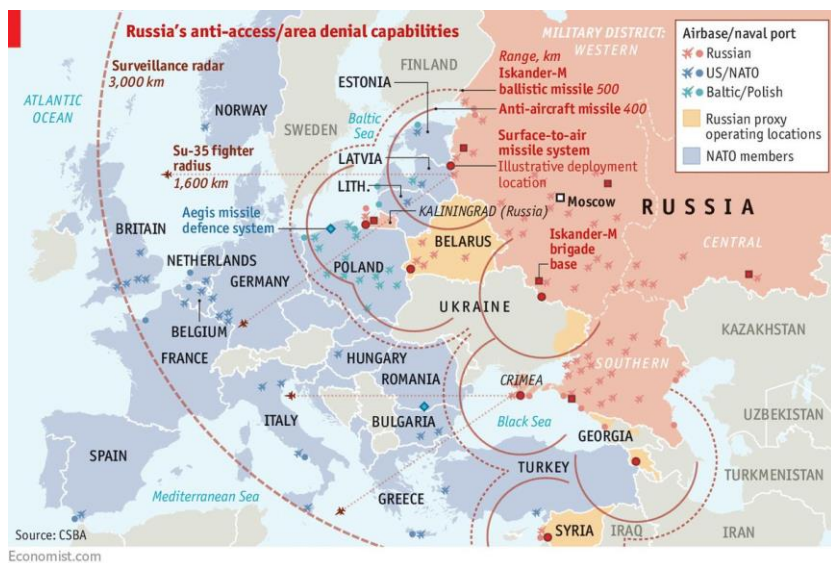 Russia's anti-access/area denial capabilities
Surveillance radar
3,000 km
ATLANTIC
OCEAN
NORWAY
SWEDEN
FINLAND
ESTONIA
Baltic
Sea
MILITARY DISTRICT:
WESTERN
Range, km
Iskander-M
ballistic missile 500
Anti-aircraft missile 400
Surface-to-air
missile system
Illustrative deployment
location
Airbase/naval port
Russian
US/NATO
Baltic/Polish
Russian proxy
operating locations
NATO members
Su-35 fighter
radius
1,600 km
LATVIA
LITH.
KALININGRAD (Russia)
Moscow
RUSSIA
Aegis missile
defence system
BRITAIN
NETHERLANDS
GERMANY
POLAND
BELARUS
Iskander-M
brigade
base
CENTRAL
BELGIUM
FRANCE
UKRAINE
KAZAKHSTAN
HUNGARY
ROMANIA
CRIMEA
SOUTHERN
ITALY
BULGARIA
Black Sea
GEORGIA
UZBEKISTAN
SPAIN
TURKEY
TURKMENISTAN
Mediterranean Sea
GREECE
SYRIA
IRAQ
IRAN
Source: CSBA
Economist.com